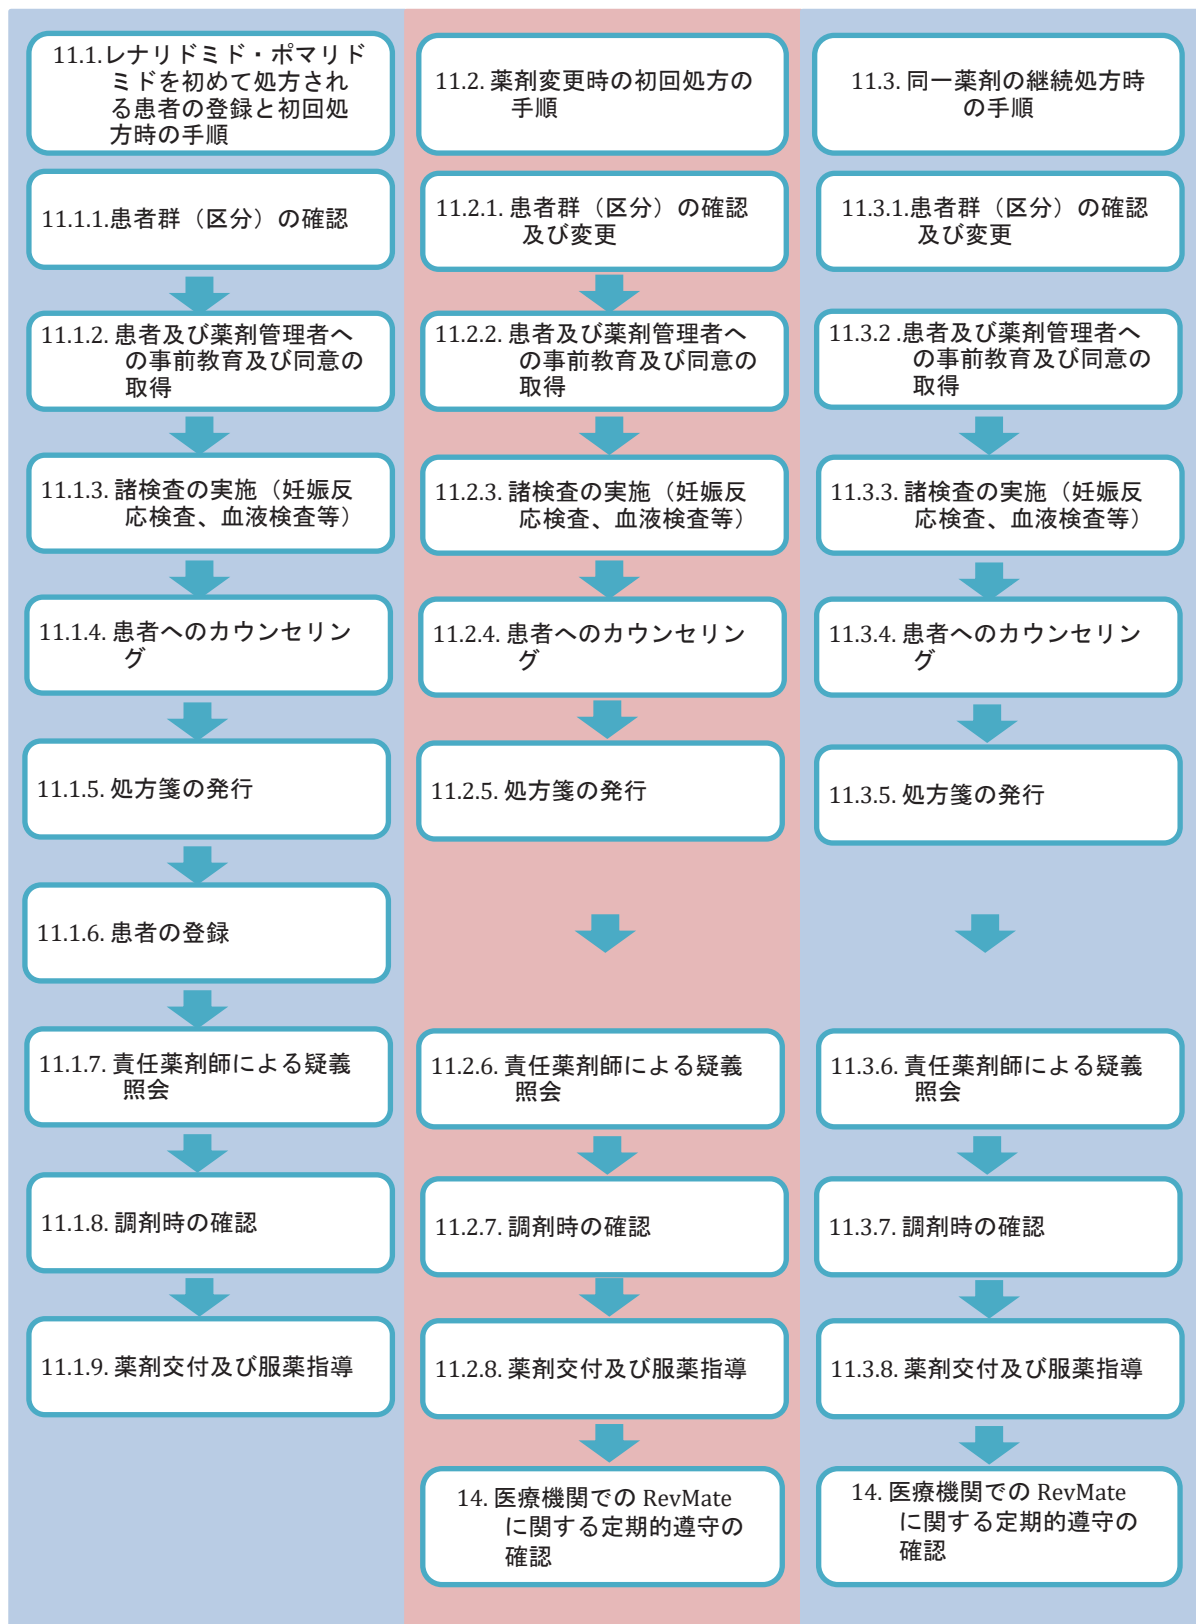 11.1.レナリドミド・ポマリド
ミドを初めて処方され
る患者の登録と初回処
方時の手順
11.1.1.患者群（区分）の確認
11.1.2. 患者及び薬剤管理者へ
の事前教育及び同意の
取得
11.1.3. 諸検査の実施（妊娠反
応検査、血液検査等）
11.1.4. 患者へのカウンセリン
グ
11.1.5. 処方箋の発行
11.1.6. 患者の登録
11.1.7. 責任薬剤師による疑義
照会
11.1.8. 調剤時の確認
11.1.9. 薬剤交付及び服薬指導
11.2. 薬剤変更時の初回処方の
手順
11.2.1. 患者群（区分）の確認
及び変更
11.2.2. 患者及び薬剤管理者へ
の事前教育及び同意の
取得
11.2.3. 諸検査の実施（妊娠反
応検査、血液検査等）
11.2.4. 患者へのカウンセリン
グ
11.2.5. 処方箋の発行
11.2.6. 責任薬剤師による疑義
照会
11.2.7. 調剤時の確認
11.2.8. 薬剤交付及び服薬指導
14. 医療機関での RevMate
に関する定期的遵守の
確認
11.3. 同一薬剤の継続処方時
の手順
11.3.1.患者群（区分）の確認
及び変更
11.3.2 .患者及び薬剤管理者へ
の事前教育及び同意の
取得
11.3.3. 諸検査の実施（妊娠反
応検査、血液検査等）
11.3.4. 患者へのカウンセリン
グ
11.3.5. 処方箋の発行
11.3.6. 責任薬剤師による疑義
照会
11.3.7. 調剤時の確認
11.3.8. 薬剤交付及び服薬指導
14. 医療機関での RevMate
に関する定期的遵守の
確認